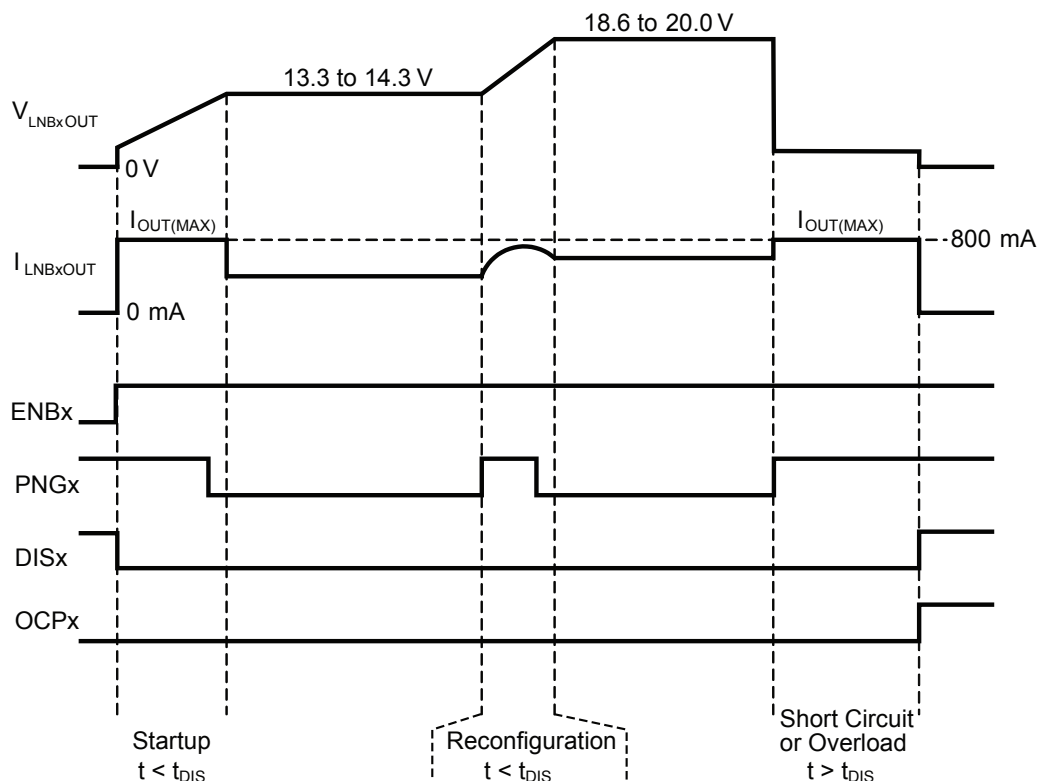 18.6 to 20.0 V
13.3 to 14.3 V
VLNBxOUT
0 V
IOUT(MAX)
IOUT(MAX)
800 mA
ILNBxOUT
0 mA
ENBx
PNGx
DISx
OCPx
Startup
t < tDIS
Reconfiguration
t < tDIS
Short Circuit
or Overload
t > tDIS